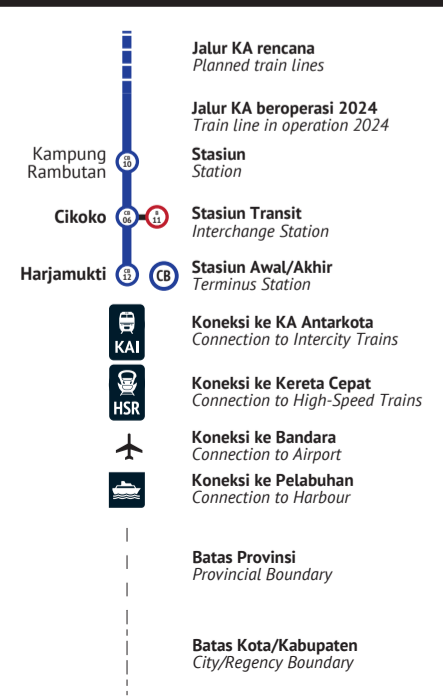 Jalur KA rencana
Planned train lines
Jalur KA beroperasi 2024
Train line in operation 2024
Kampung
Rambutan
CB
10
Stasiun
Station
Cikoko
CB
06
B
11
Stasiun Transit
Interchange Station
Harjamukti
CB
12
CB
Stasiun Awal/Akhir
Terminus Station
KAI
Koneksi ke KA Antarkota
Connection to Intercity Trains
HSR
Koneksi ke Kereta Cepat
Connection to High-Speed Trains
Koneksi ke Bandara
Connection to Airport
Koneksi ke Pelabuhan
Connection to Harbour
Batas Provinsi
Provincial Boundary
Batas Kota/Kabupaten
City/Regency Boundary